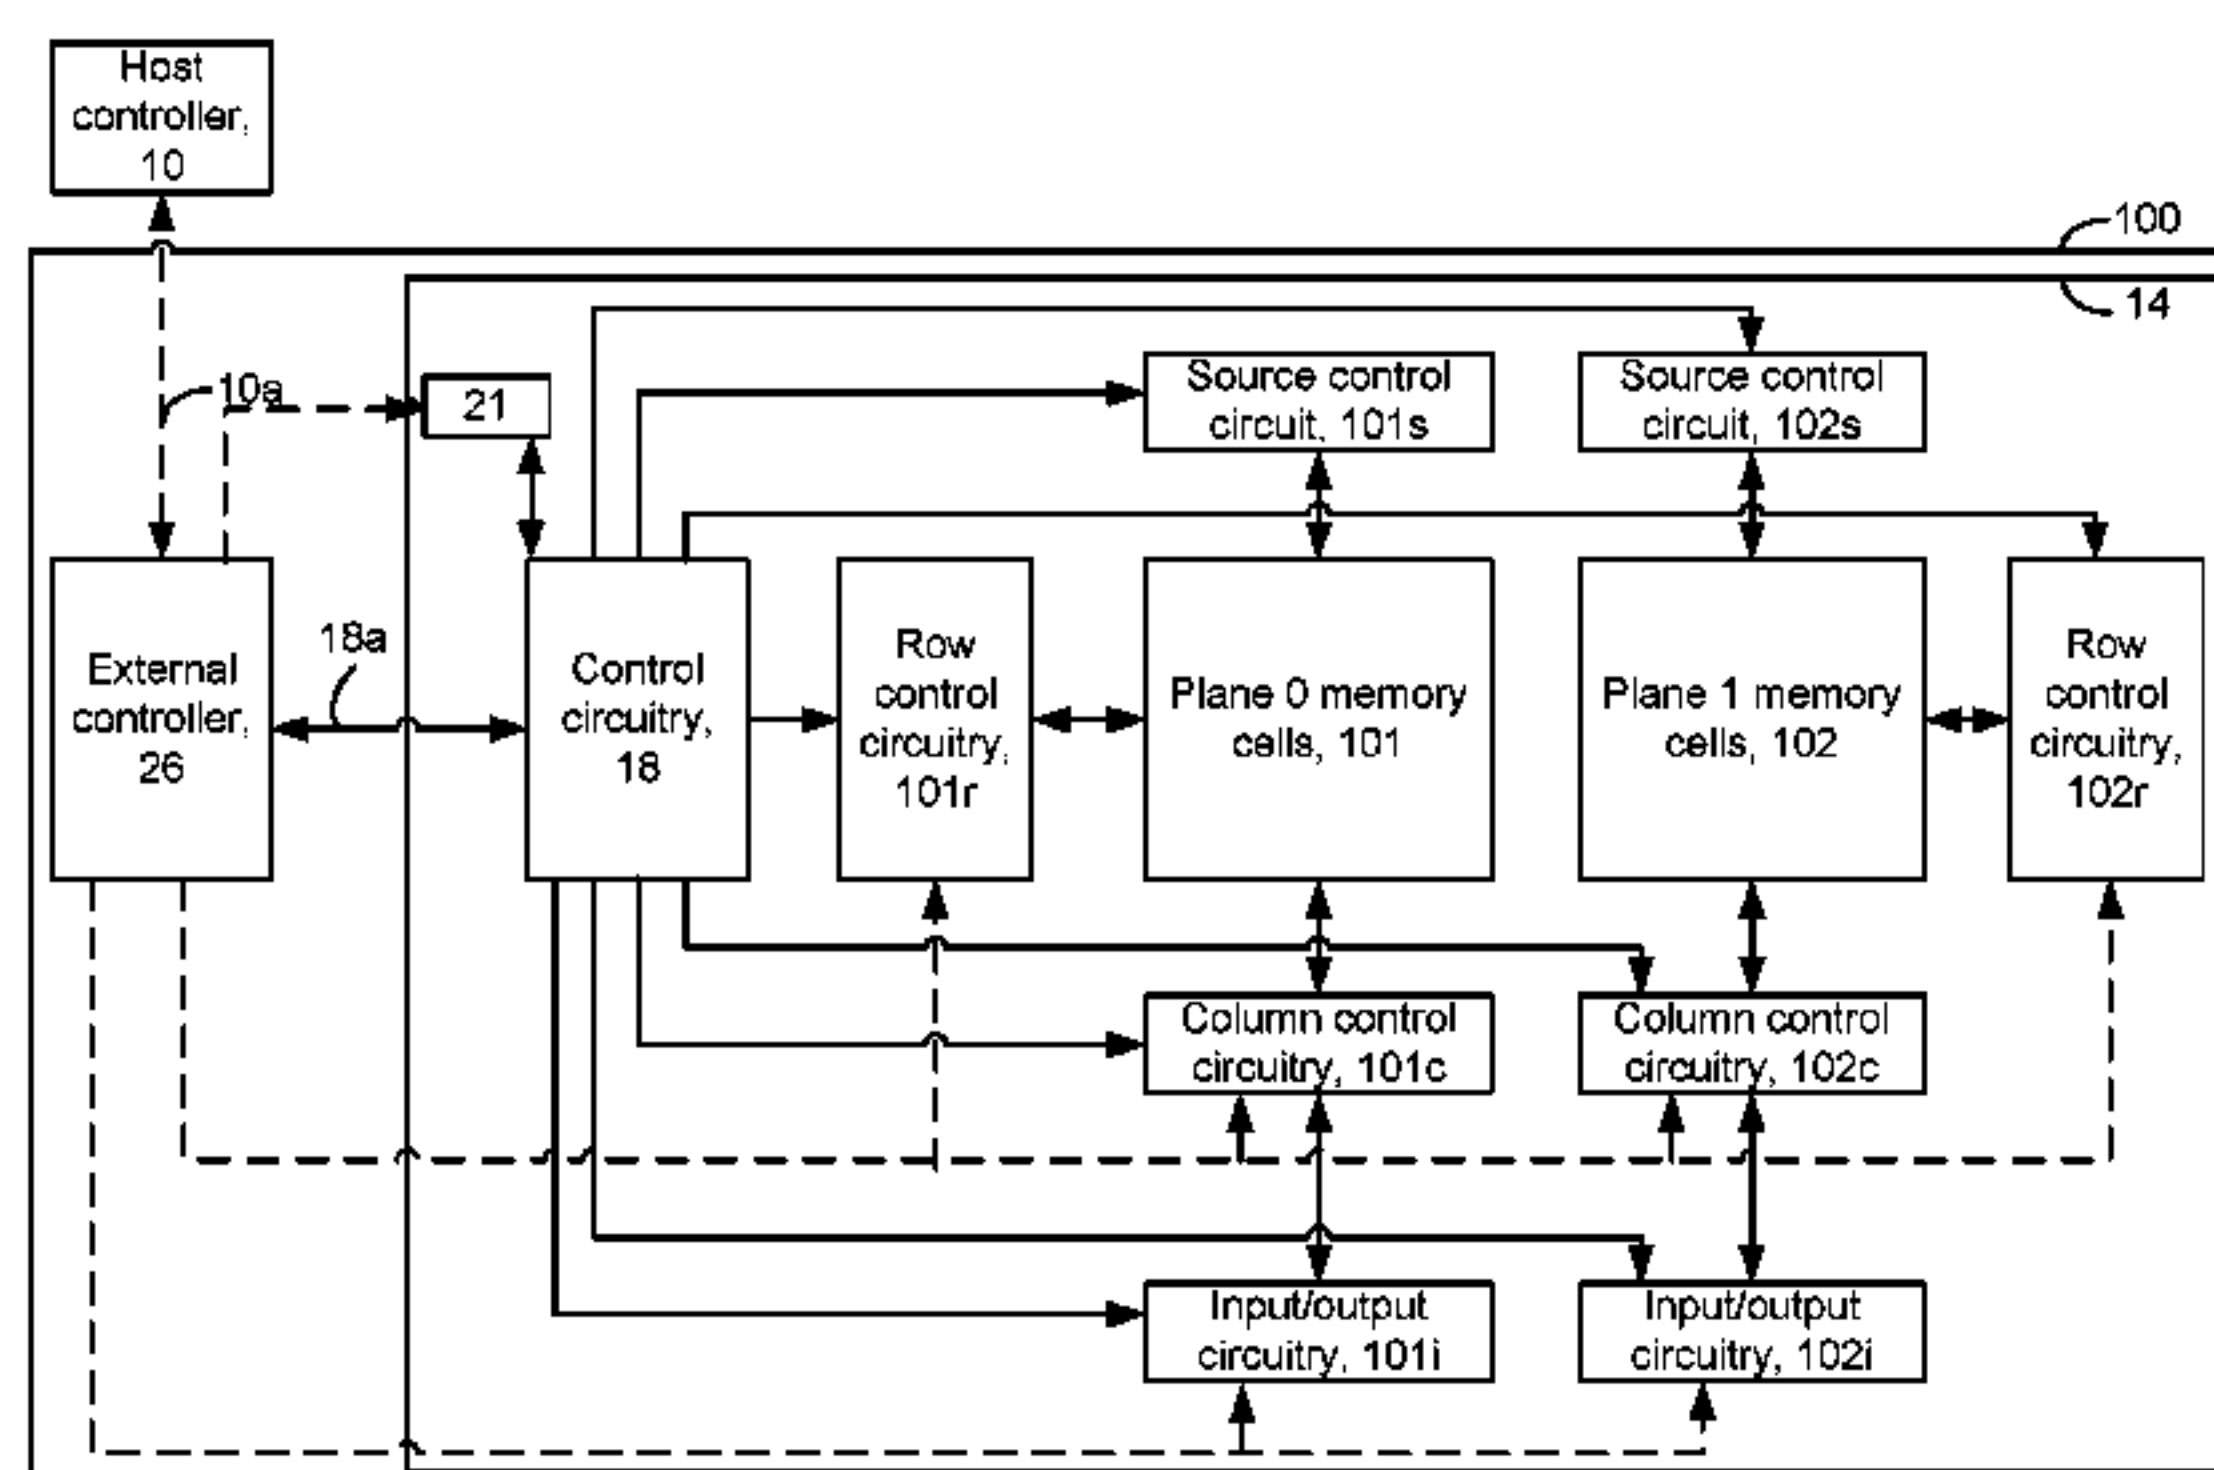 Host
controller,
10
100
14
10a
21
Source control
circuit, 101s
Source control
circuit, 102s
18a
External
controller,
26
Control
circuitry,
18
Row
control
circuitry,
101r
Plane 0 memory
cells, 101
Plane 1 memory
cells, 102
Row
control
circuitry,
102r
Column control
circuitry, 101c
Column control
circuitry, 102c
Input/output
circuitry, 101i
Input/output
circuitry, 102i